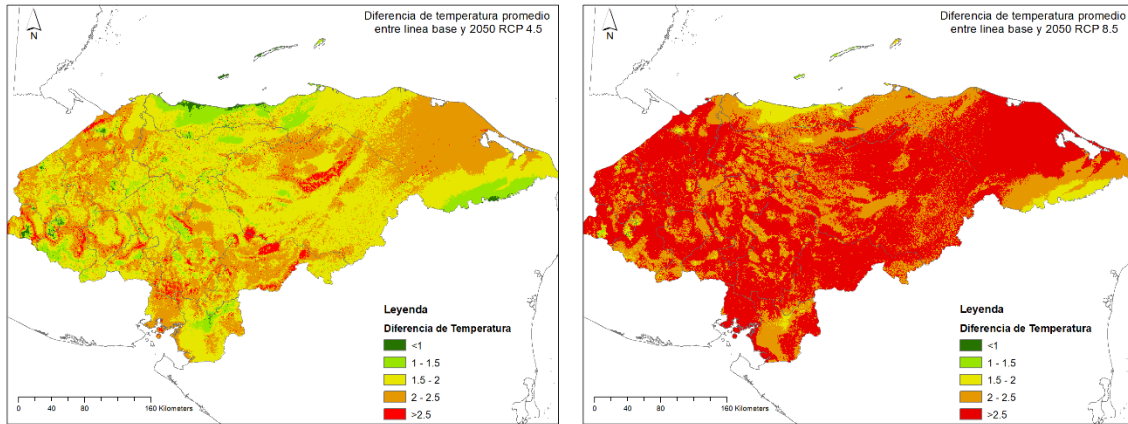 Diferencia de temperatura promedio
entre linea base y 2050 RCP 4.5
N
Leyenda
Diferencia de Temperatura
<1
1 - 1.5
1.5 - 2
2 - 2.5
>2.5
0 40 80 160 Kilometers
Diferencia de temperatura promedio
entre linea base y 2050 RCP 8.5
N
Leyenda
Diferencia de Temperatura
<1
1 - 1.5
1.5 - 2
2 - 2.5
>2.5
0 40 80 160 Kilometers